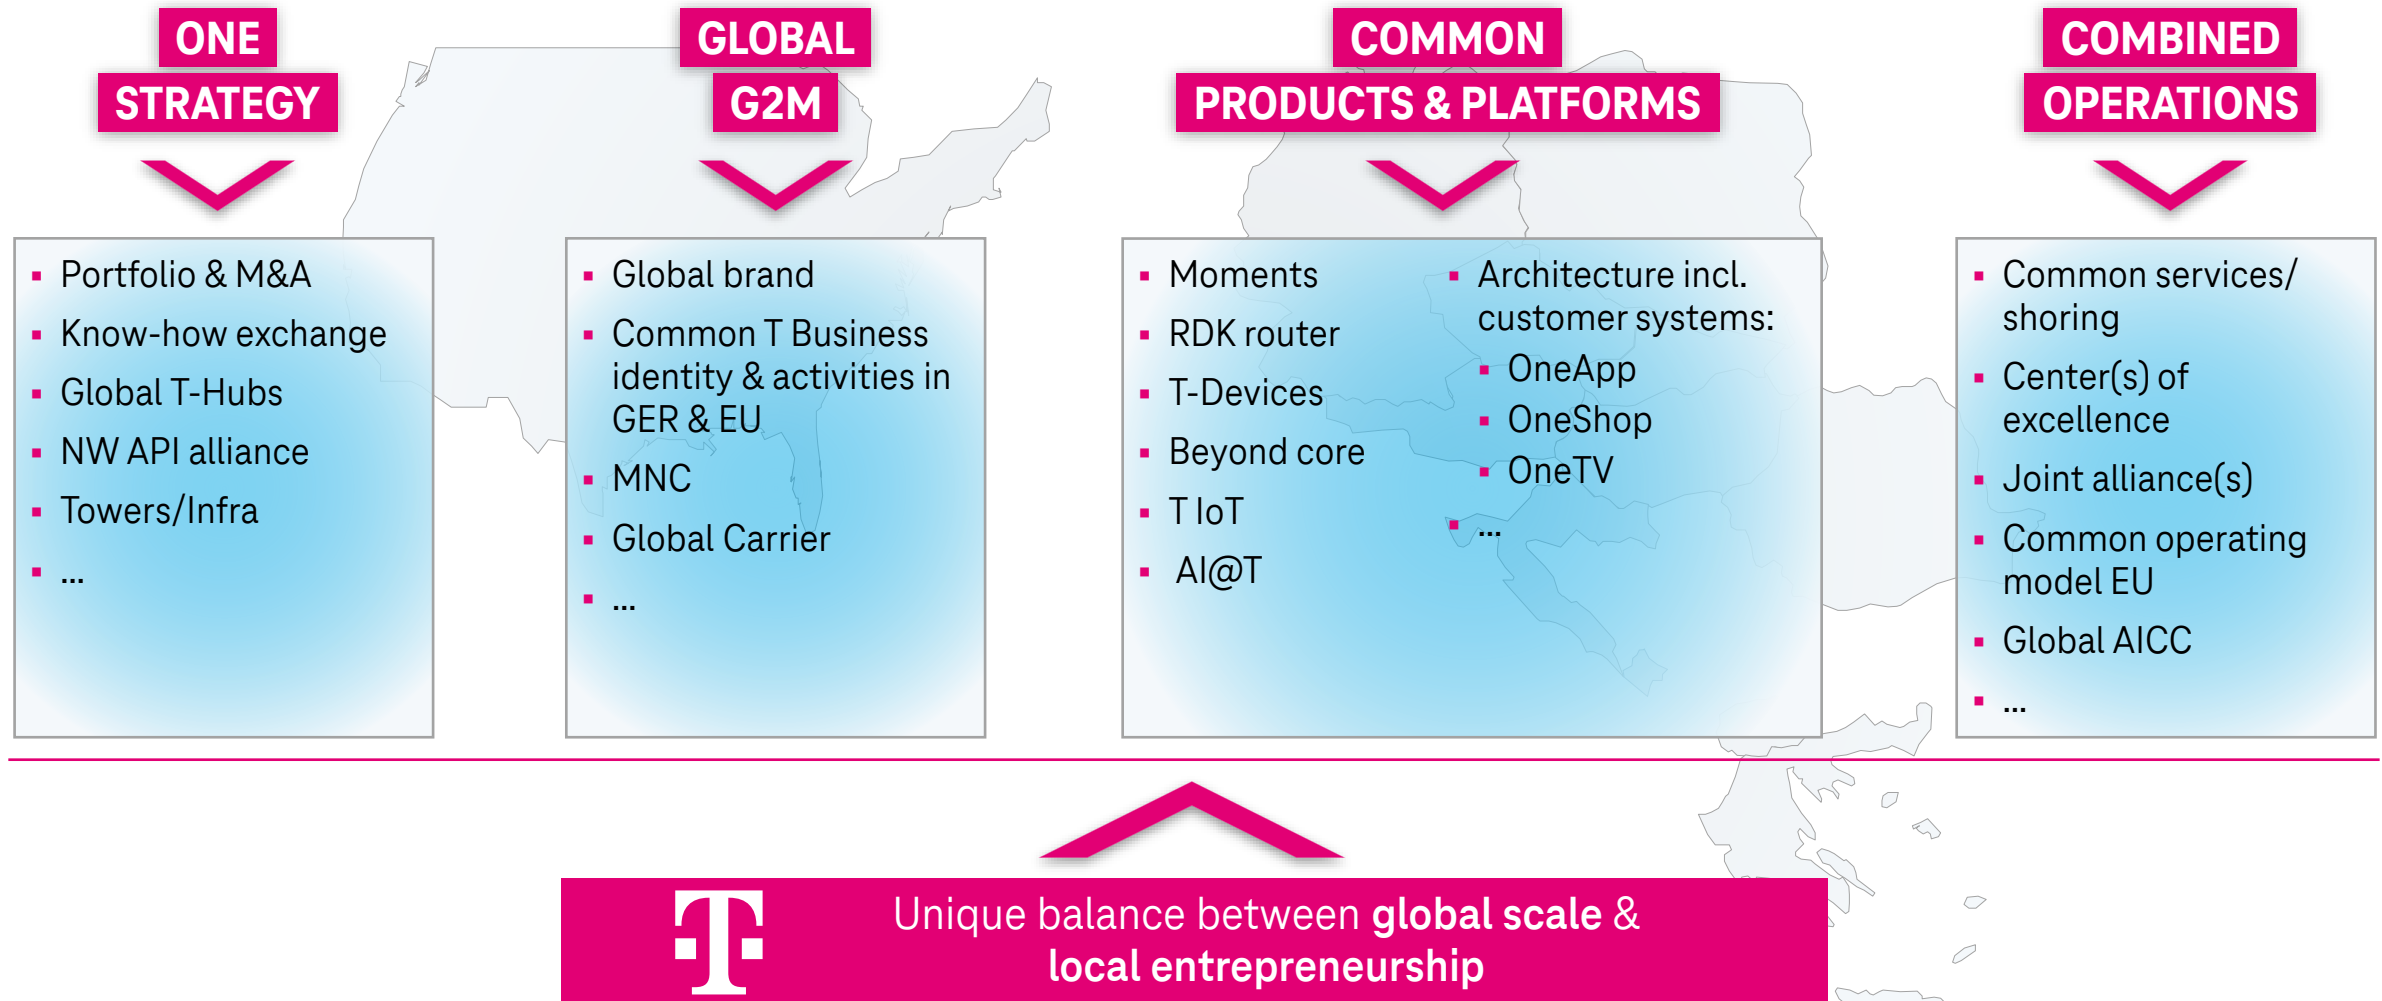 ONE
STRATEGY
Portfolio & M&A
Know-how exchange
Global T-Hubs
NW API alliance
Towers/Infra
...
GLOBAL
G2M
Global brand
Common T Business
identity & activities in
GER & EU
MNC
Global Carrier
...
COMMON
PRODUCTS & PLATFORMS
Moments
RDK router
T-Devices
Beyond core
T IoT
AI@T
Architecture incl.
customer systems:
OneApp
OneShop
OneTV
...
COMBINED
OPERATIONS
Common services/
shoring
Center(s) of
excellence
Joint alliance(s)
Common operating
model EU
Global AICC
...
T
Unique balance between global scale &
local entrepreneurship